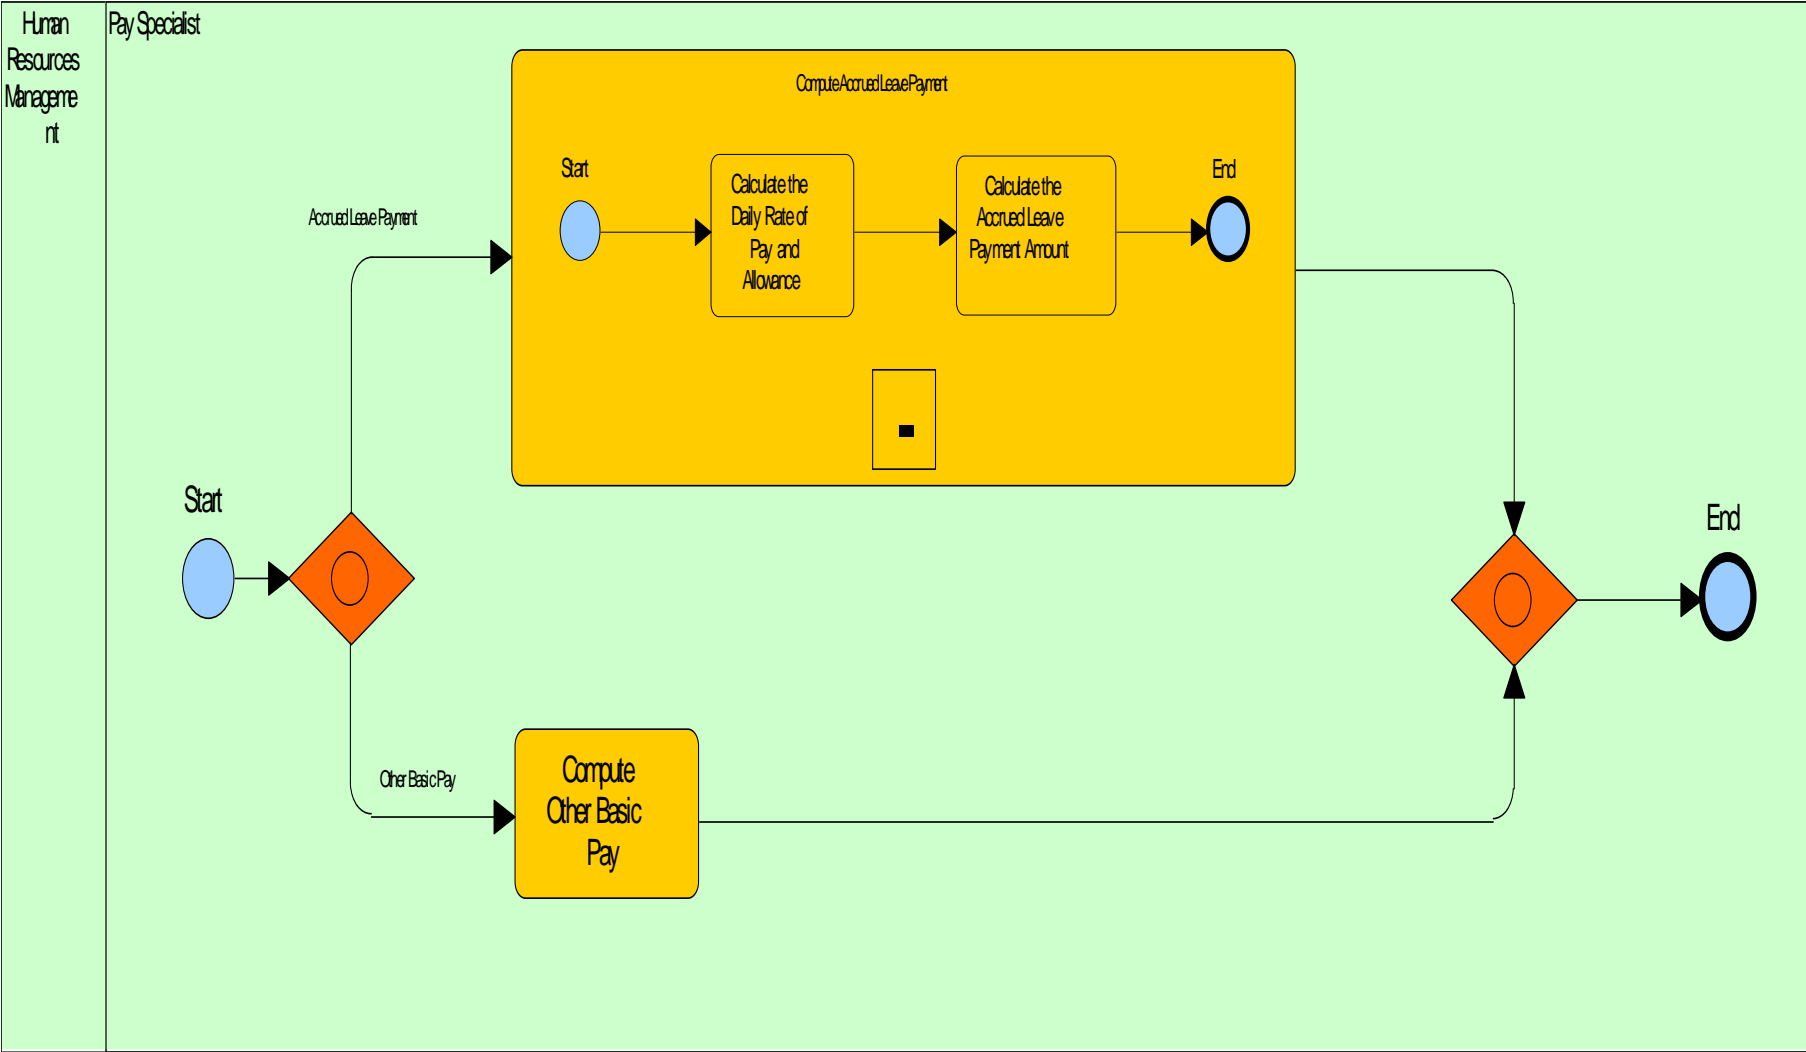 Human
Resources
Manageme
nt
Pay Specialist
Compute Accrued Leave Payment
Start
Calculate the
Daily Rate of
Pay and
Allowance
Calculate the
Accrued Leave
Payment Amount
End
Accrued Leave Payment
Start
End
Other Basic Pay
Compute
Other Basic
Pay